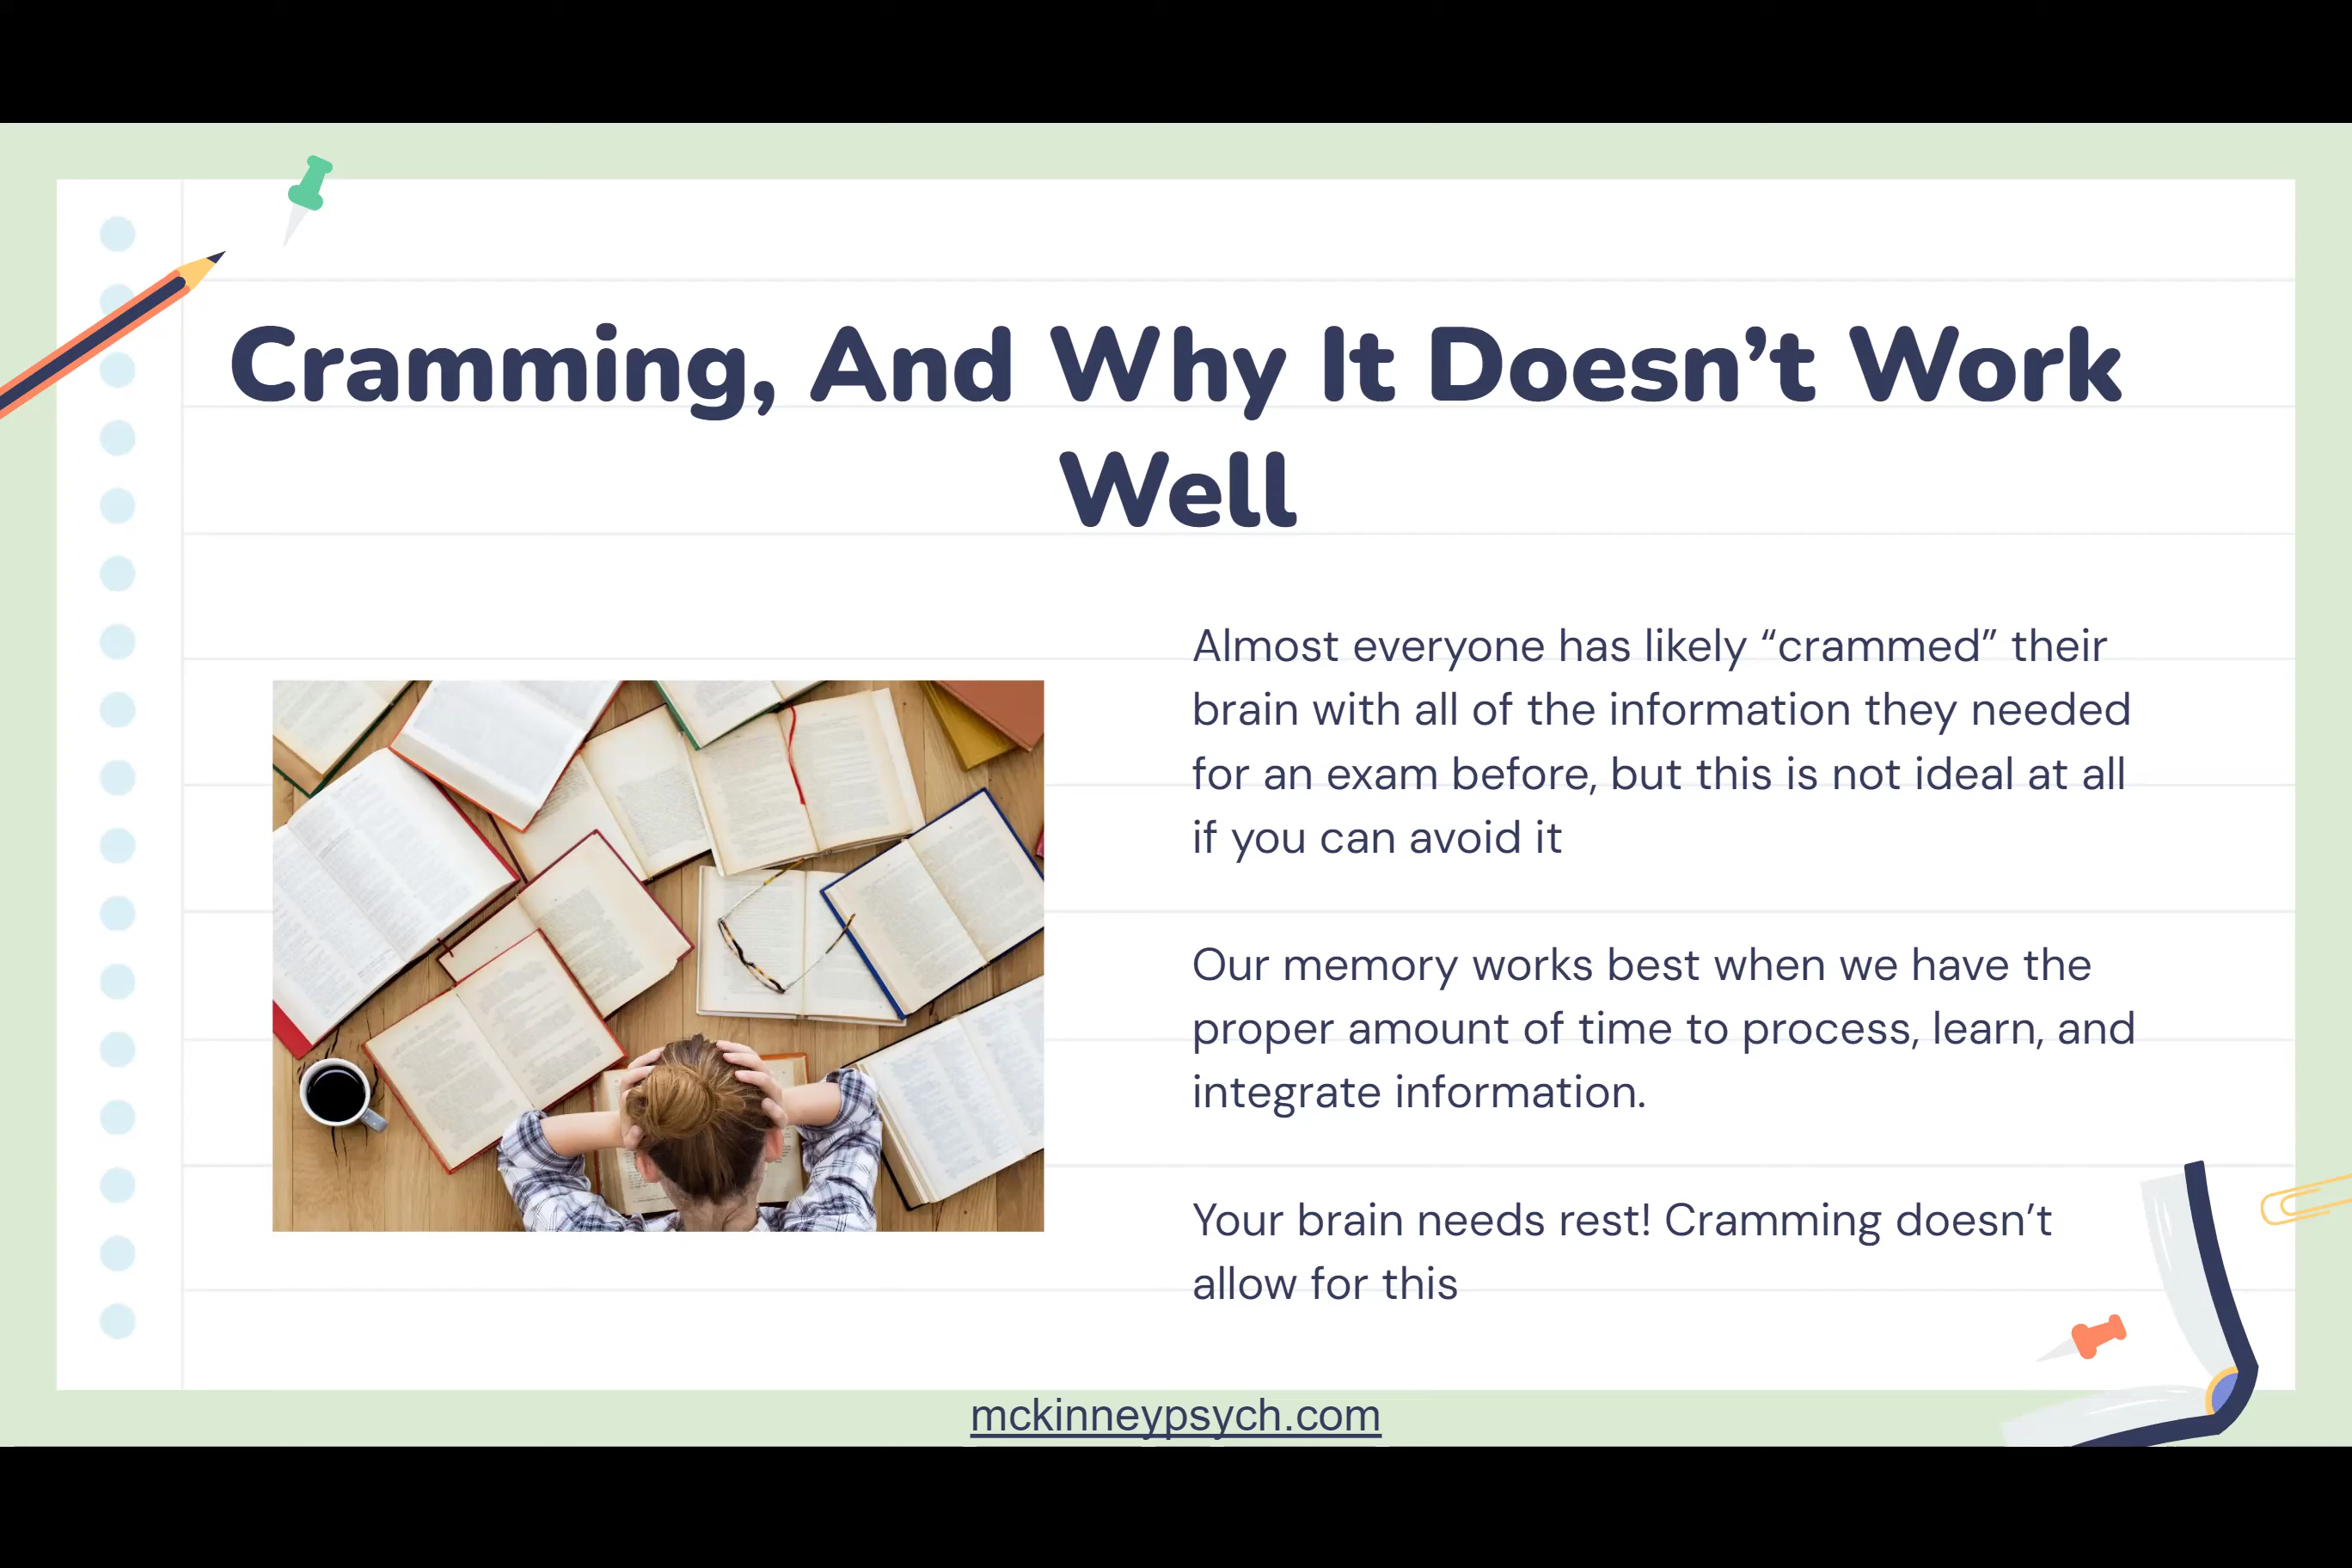 Cramming, And Why It Doesn’t Work
Well
Almost everyone has likely “crammed” their
brain with all of the information they needed
for an exam before, but this is not ideal at all
if you can avoid it
Our memory works best when we have the
proper amount of time to process, learn, and
integrate information.
Your brain needs rest! Cramming doesn’t
allow for this
mckinneypsych.com